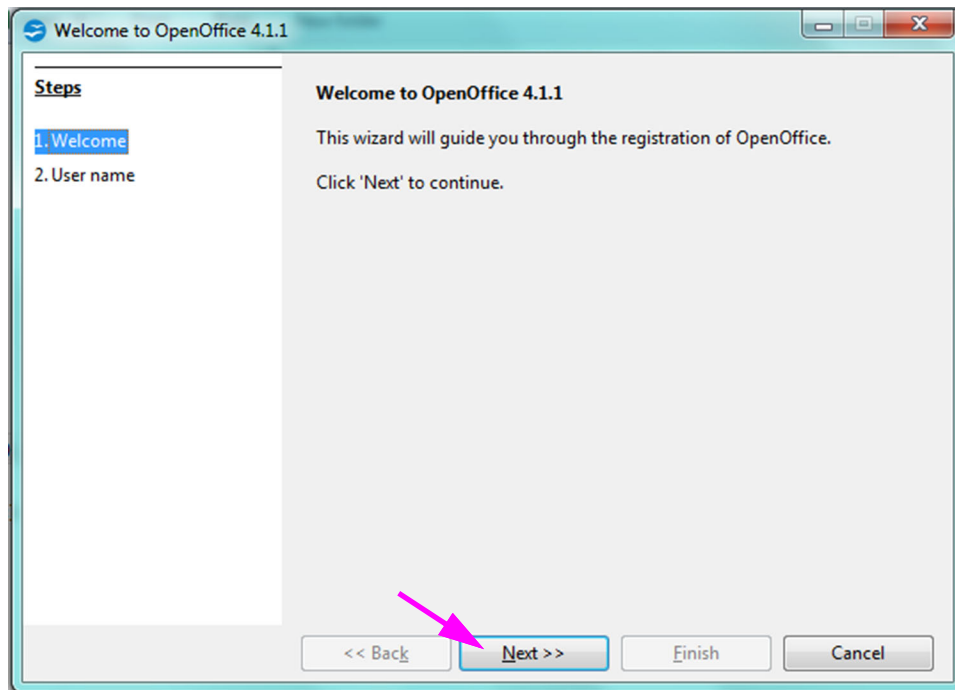 Welcome to OpenOffice 4.1.1
Steps
1. Welcome
2. User name
Welcome to OpenOffice 4.1.1
This wizard will guide you through the registration of OpenOffice.
Click 'Next' to continue.
<< Back
Next >>
Finish
Cancel